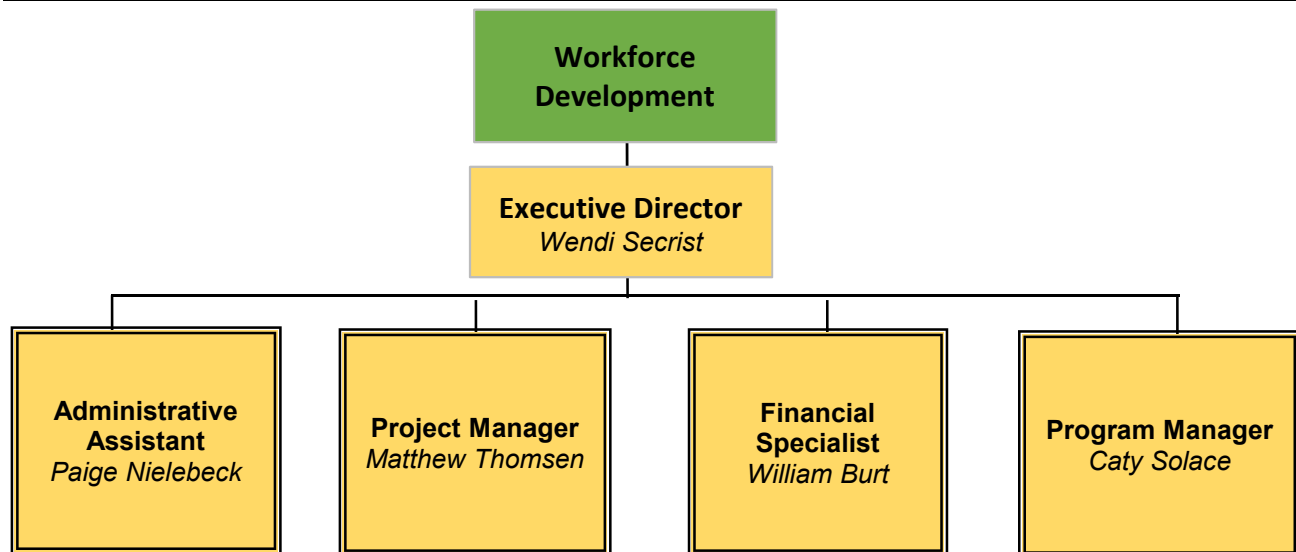 Workforce
Development
Executive Director
Wendi Secrist
Administrative
Assistant
Paige Nielebeck
Project Manager
Matthew Thomsen
Financial
Specialist
William Burt
Program Manager
Caty Solace